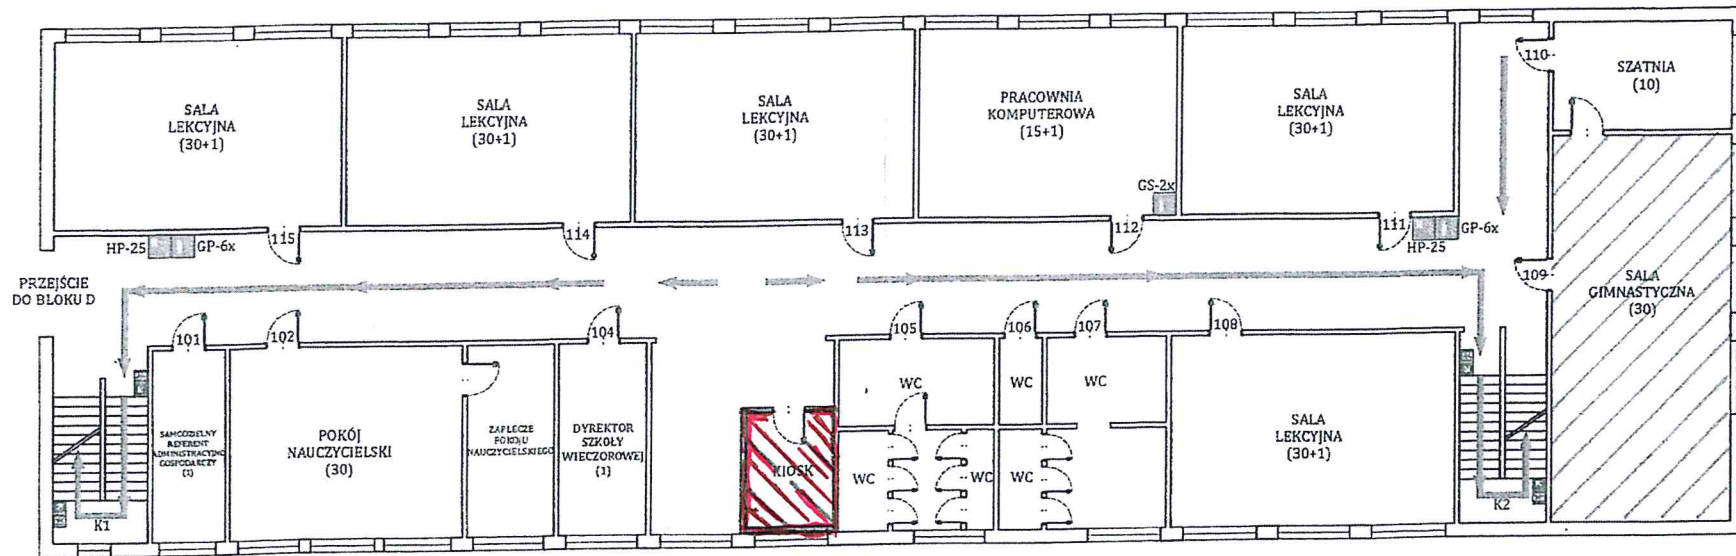 SALA
LEKCYJNA
(30+1)
SALA
LEKCYJNA
(30+1)
SALA
LEKCYJNA
(30+1)
PRACOWNIA
KOMPUTEROWA
(15+1)
SALA
LEKCYJNA
(30+1)
110
SZATNIA
(10)
GS-2x
HP-25
GP-6x
115
114
113
112
111
HP-25
GP-6x
PRZEJŚCIE
DO BLOKU D
109
SALA
GIMNASTYCZNA
(30)
101
102
104
105
106
107
108
SAMODZIELNY
REFERENT
ADMINISTRACYJNO
GOSPODARCZY
(1)
POKÓJ
NAUCZYCIELSKI
(30)
ZAPLECZE
POKOJU
NAUCZYCIELSKIEGO
DYREKTOR
SZKOŁY
WIECZOROWEJ
(1)
KIOSK
WC
WC
WC
WC
WC
WC
SALA
LEKCYJNA
(30+1)
K1
K2